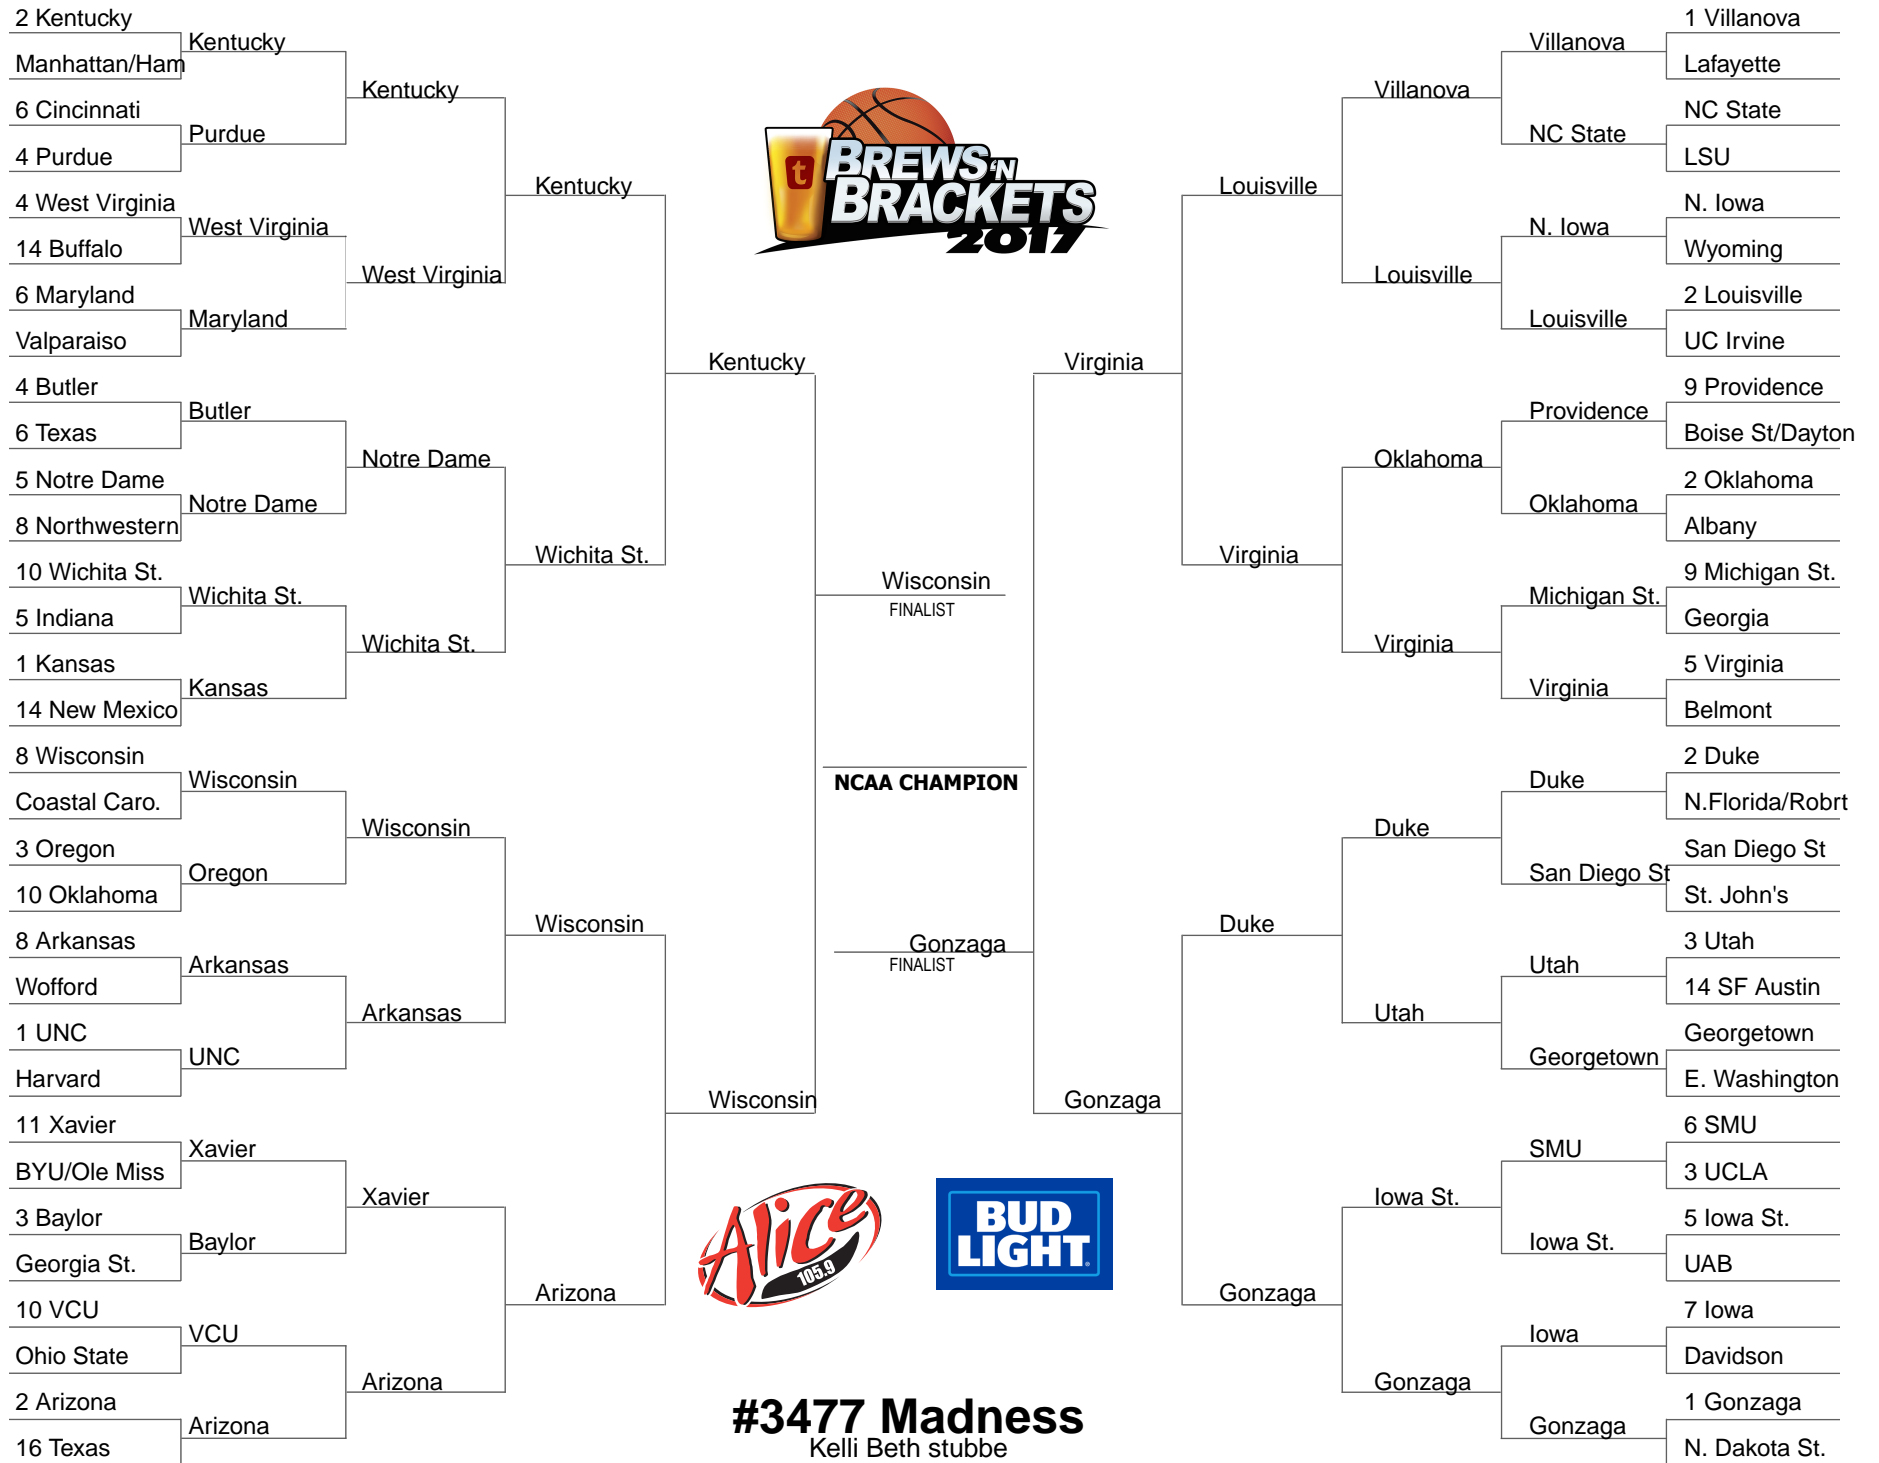 2 Kentucky
Manhattan/Ham
6 Cincinnati
4 Purdue
4 West Virginia
14 Buffalo
6 Maryland
Valparaiso
4 Butler
6 Texas
5 Notre Dame
8 Northwestern
10 Wichita St.
5 Indiana
1 Kansas
14 New Mexico
8 Wisconsin
Coastal Caro.
3 Oregon
10 Oklahoma
8 Arkansas
Wofford
1 UNC
Harvard
11 Xavier
BYU/Ole Miss
3 Baylor
Georgia St.
10 VCU
Ohio State
2 Arizona
16 Texas
Kentucky
Purdue
West Virginia
Maryland
Butler
Notre Dame
Wichita St.
Kansas
Wisconsin
Oregon
Arkansas
UNC
Xavier
Baylor
VCU
Arizona
Kentucky
West Virginia
Notre Dame
Wichita St.
Wisconsin
Arkansas
Xavier
Arizona
Kentucky
Wichita St.
Wisconsin
Arizona
Kentucky
Wisconsin
t
BREWS 'N
BRACKETS
2017
Wisconsin
FINALIST
NCAA CHAMPION
Gonzaga
FINALIST
Alice
105.9
BUD
LIGHT
#3477 Madness
Kelli Beth stubbe
Virginia
Gonzaga
Louisville
Virginia
Duke
Gonzaga
Villanova
Louisville
Oklahoma
Virginia
Duke
Utah
Iowa St.
Gonzaga
Villanova
NC State
N. Iowa
Louisville
Providence
Oklahoma
Michigan St.
Virginia
Duke
San Diego St
Utah
Georgetown
SMU
Iowa St.
Iowa
Gonzaga
1 Villanova
Lafayette
NC State
LSU
N. Iowa
Wyoming
2 Louisville
UC Irvine
9 Providence
Boise St/Dayton
2 Oklahoma
Albany
9 Michigan St.
Georgia
5 Virginia
Belmont
2 Duke
N.Florida/Robrt
San Diego St
St. John's
3 Utah
14 SF Austin
Georgetown
E. Washington
6 SMU
3 UCLA
5 Iowa St.
UAB
7 Iowa
Davidson
1 Gonzaga
N. Dakota St.